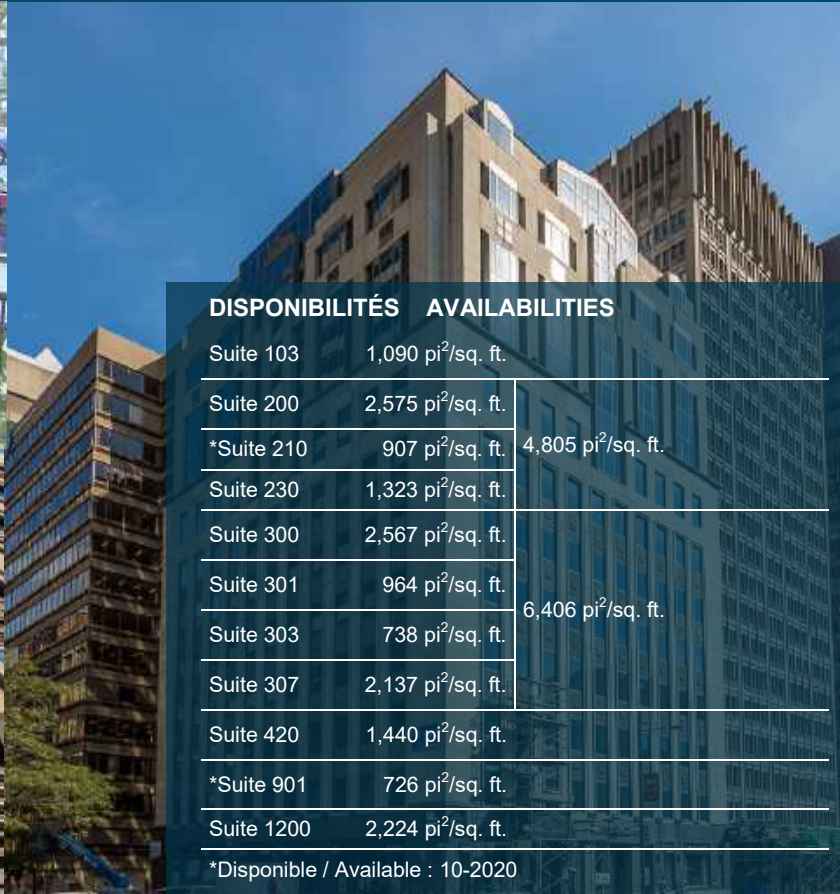 DISPONIBILITÉS AVAILABILITIES
Suite 103 1,090 pi²/sq. ft.
Suite 200 2,575 pi²/sq. ft.
*Suite 210 907 pi²/sq. ft. 4,805 pi²/sq. ft.
Suite 230 1,323 pi²/sq. ft.
Suite 300 2,567 pi²/sq. ft.
Suite 301 964 pi²/sq. ft.
6,406 pi²/sq. ft.
Suite 303 738 pi²/sq. ft.
Suite 307 2,137 pi²/sq. ft.
Suite 420 1,440 pi²/sq. ft.
*Suite 901 726 pi²/sq. ft.
Suite 1200 2,224 pi²/sq. ft.
*Disponible / Available : 10-2020